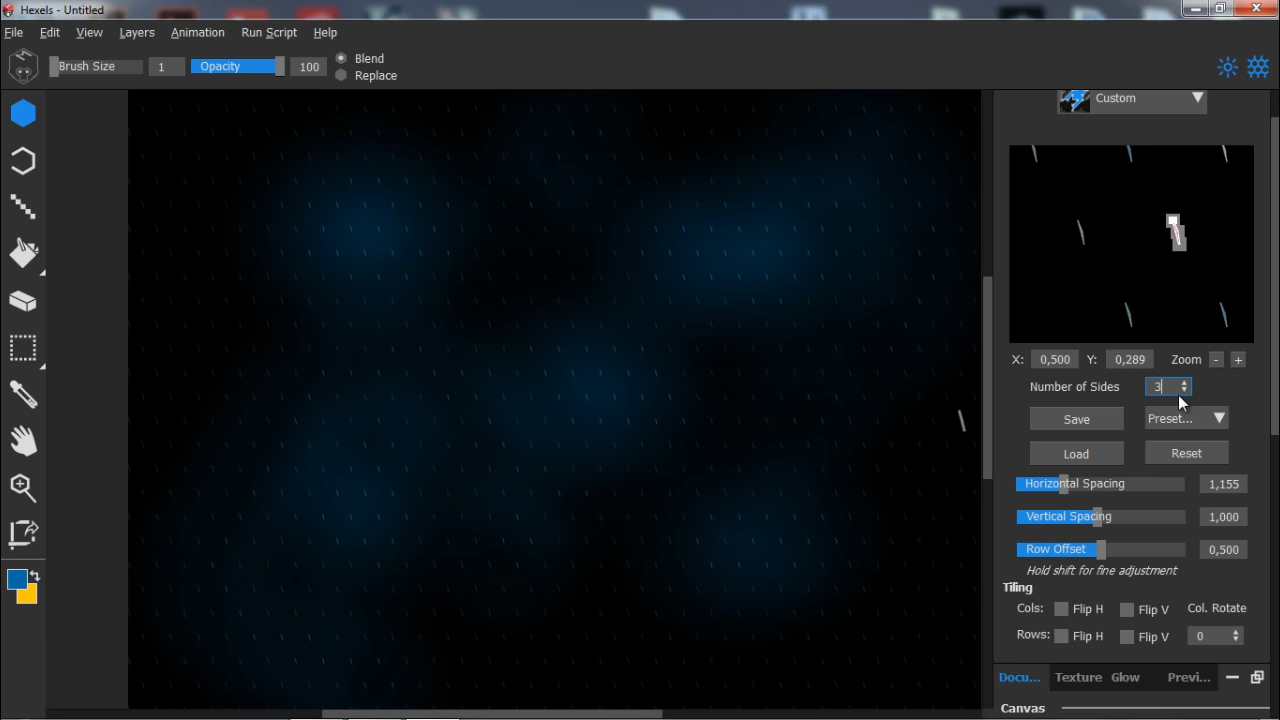 Hexels - Untitled
File Edit View Layers Animation Run Script Help
Brush Size 1 Opacity 100 Blend
Replace
Custom
X: 0,500 Y: 0,289 Zoom - +
Number of Sides 3
Save Preset...
Load Reset
Horizontal Spacing 1,155
Vertical Spacing 1,000
Row Offset 0,500
Hold shift for fine adjustment
Tiling
Cols: Flip H Flip V Col. Rotate
Rows: Flip H Flip V 0
Docu... Texture Glow Previ...
Canvas